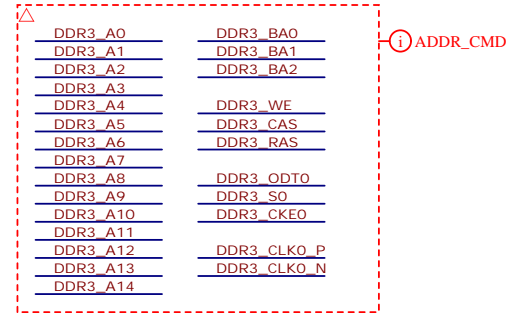 DDR3_A0
DDR3_A1
DDR3_A2
DDR3_A3
DDR3_A4
DDR3_A5
DDR3_A6
DDR3_A7
DDR3_A8
DDR3_A9
DDR3_A10
DDR3_A11
DDR3_A12
DDR3_A13
DDR3_A14
DDR3_BA0
DDR3_BA1
DDR3_BA2
DDR3_WE
DDR3_CAS
DDR3_RAS
DDR3_ODT0
DDR3_S0
DDR3_CKE0
DDR3_CLK0_P
DDR3_CLK0_N
i ADDR_CMD